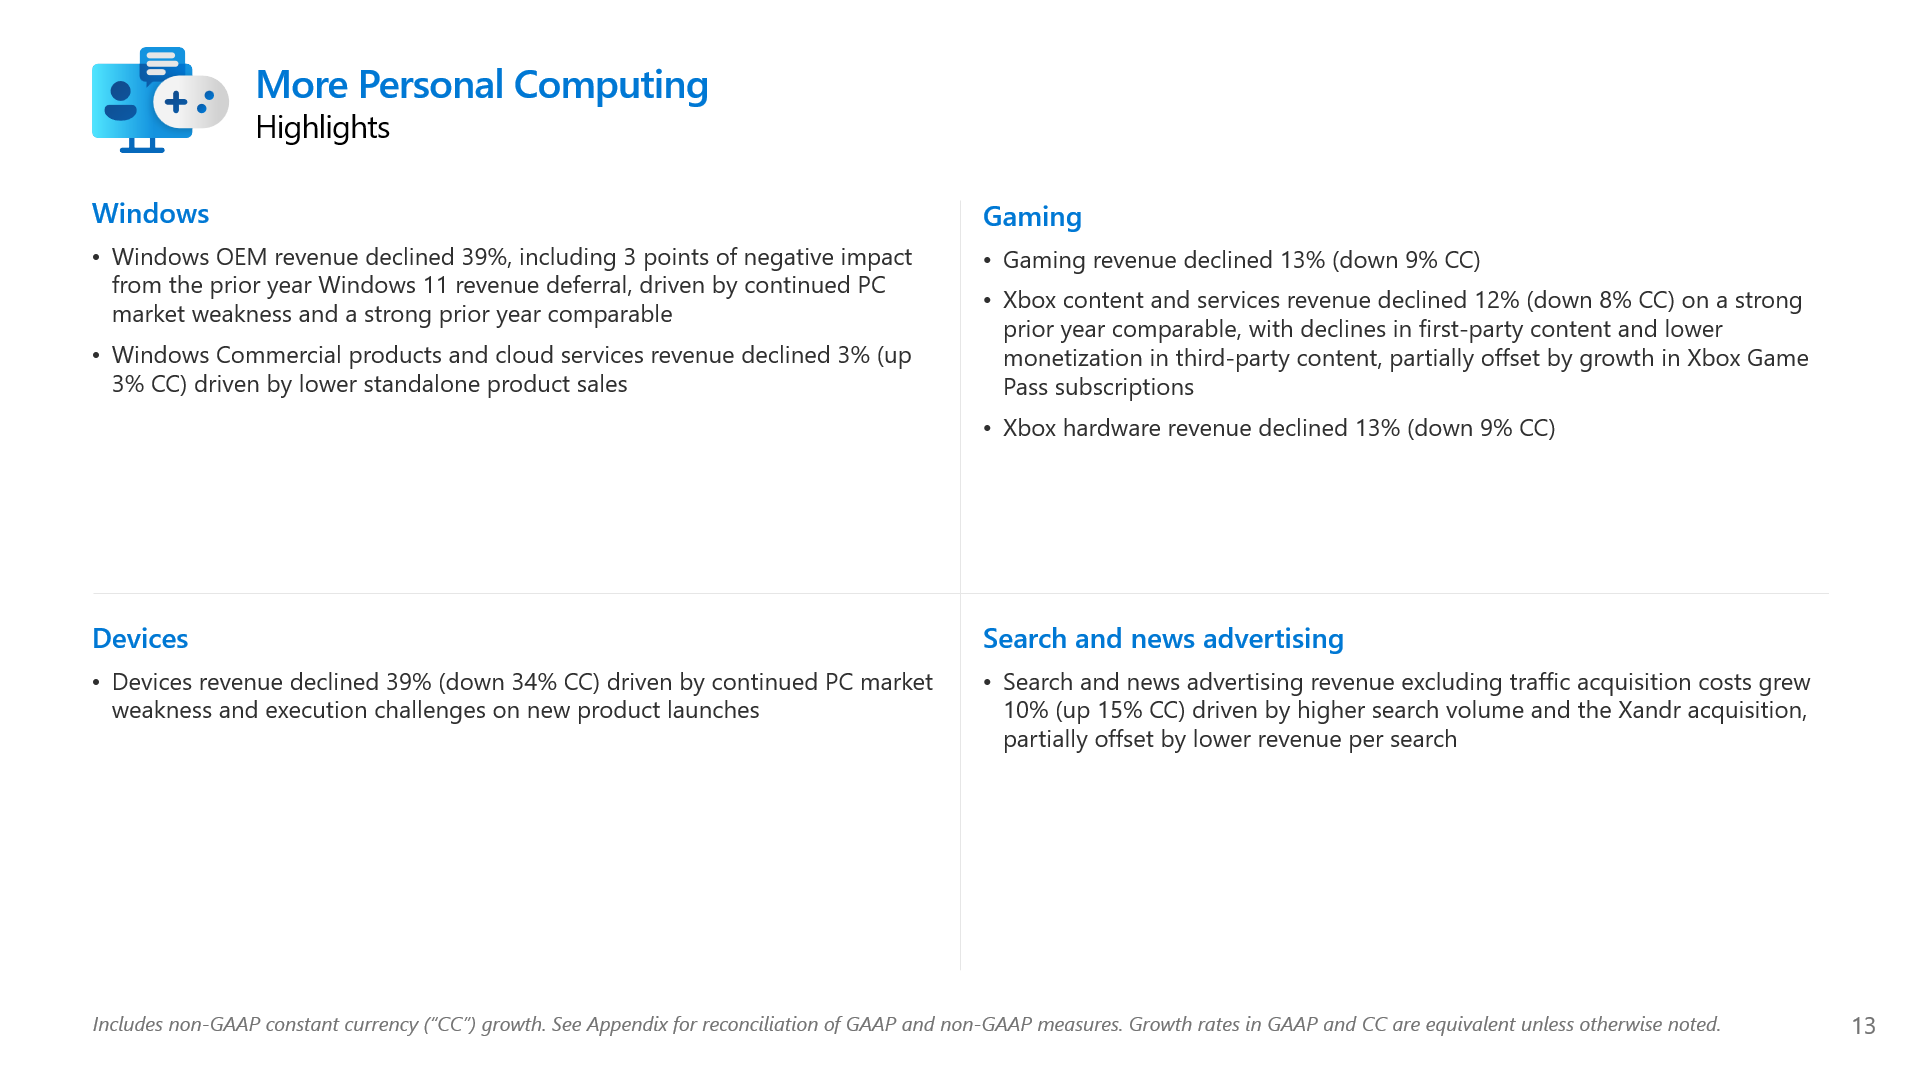 More Personal Computing
Highlights
Windows
• Windows OEM revenue declined 39%, including 3 points of negative impact
from the prior year Windows 11 revenue deferral, driven by continued PC
market weakness and a strong prior year comparable
• Windows Commercial products and cloud services revenue declined 3% (up
3% CC) driven by lower standalone product sales
Gaming
• Gaming revenue declined 13% (down 9% CC)
• Xbox content and services revenue declined 12% (down 8% CC) on a strong
prior year comparable, with declines in first-party content and lower
monetization in third-party content, partially offset by growth in Xbox Game
Pass subscriptions
• Xbox hardware revenue declined 13% (down 9% CC)
Devices
• Devices revenue declined 39% (down 34% CC) driven by continued PC market
weakness and execution challenges on new product launches
Search and news advertising
• Search and news advertising revenue excluding traffic acquisition costs grew
10% (up 15% CC) driven by higher search volume and the Xandr acquisition,
partially offset by lower revenue per search
Includes non-GAAP constant currency (“CC”) growth. See Appendix for reconciliation of GAAP and non-GAAP measures. Growth rates in GAAP and CC are equivalent unless otherwise noted.
13